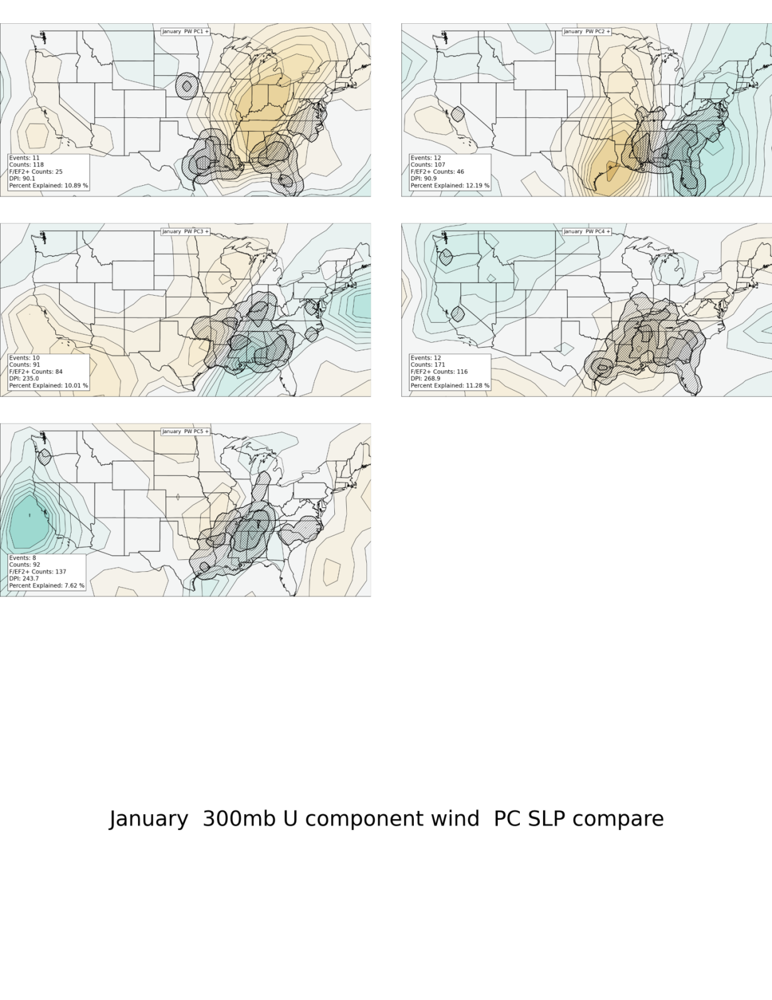 January PW PC1 +
Events: 11
Counts: 118
F/EF2+ Counts: 25
DPI: 90.1
Percent Explained: 10.89 %
January PW PC2 +
Events: 12
Counts: 107
F/EF2+ Counts: 46
DPI: 90.9
Percent Explained: 12.19 %
January PW PC3 +
Events: 10
Counts: 91
F/EF2+ Counts: 84
DPI: 235.0
Percent Explained: 10.01 %
January PW PC4 +
Events: 12
Counts: 171
F/EF2+ Counts: 116
DPI: 268.9
Percent Explained: 11.28 %
January PW PC5 +
Events: 8
Counts: 92
F/EF2+ Counts: 137
DPI: 243.7
Percent Explained: 7.62 %
January 300mb U component wind PC SLP compare